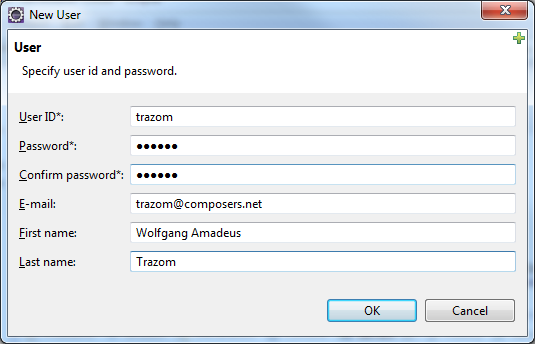 New User
User
Specify user id and password.
User ID*: trazom
Password*: ●●●●●●
Confirm password*: ●●●●●●
E-mail: trazom@composers.net
First name: Wolfgang Amadeus
Last name: Trazom
OK Cancel